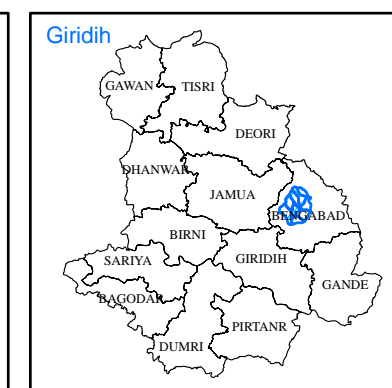 Giridih
GAWAN
TISRI
DEORI
DHANWAR
JAMUA
BENGABAD
BIRNI
SARIYA
GIRIDIH
GANDE
BAGODAR
PIRTANR
DUMRI